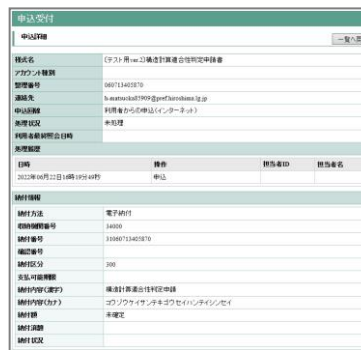 申込受付
申込詳細
一覧へ戻
様式名 (テスト用ver.2)構造計算適合性判定申請書
アカウント種別
整理番号 060713405870
連絡先 h-matsuoka85909@pref.hiroshima.lg.jp
申込回線 利用者からの申込(インターネット)
処理状況 未処理
利用者最終照会日時
処理履歴
日時 操作 担当者ID 担当者名
2022年06月22日16時19分49秒 申込
納付情報
納付方法 電子納付
収納機関番号 34000
納付番号 31060713405870
確認番号
納付区分 300
支払可能期限
納付内容(漢字) 構造計算適合性判定申請
納付内容(カナ) コウゾウケイサンテキゴウセイハンテイシンセイ
納付額 未確定
納付済額
納付状況